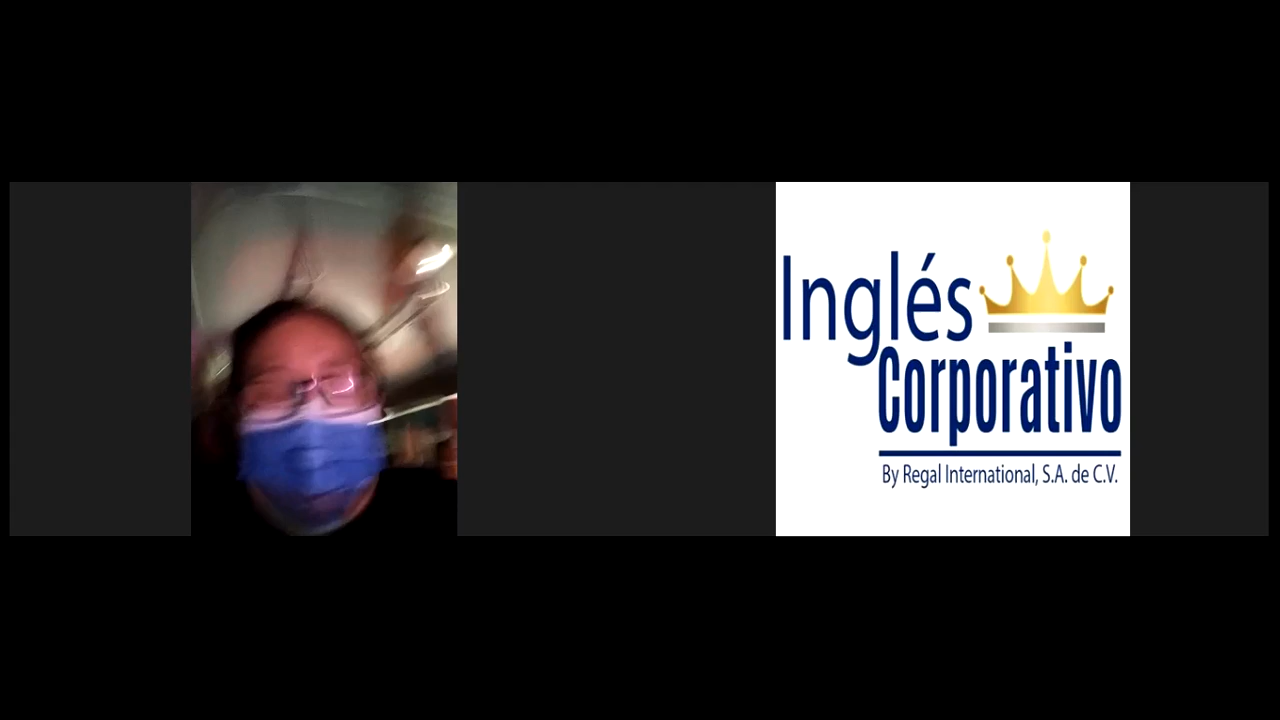 Inglés
Corporativo
By Regal International, S.A. de C.V.